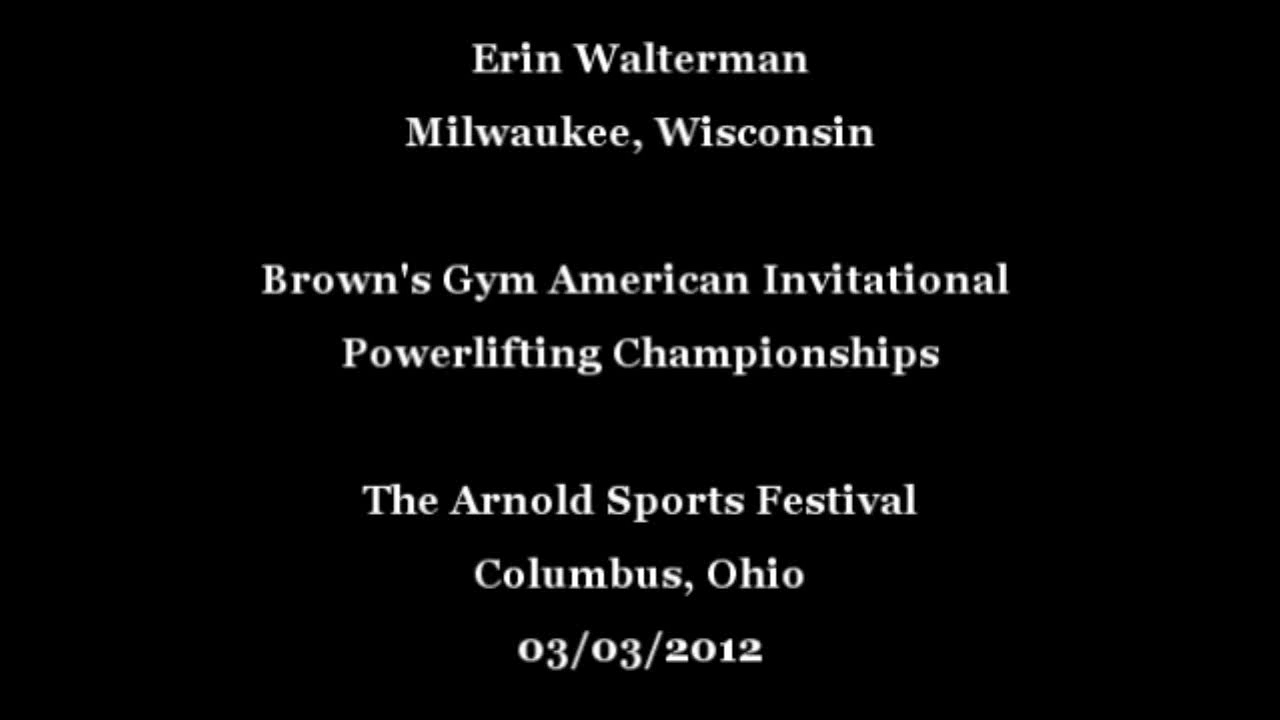 Erin Walterman
Milwaukee, Wisconsin
Brown's Gym American Invitational
Powerlifting Championships
The Arnold Sports Festival
Columbus, Ohio
03/03/2012